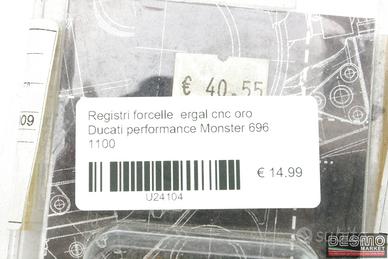 € 40.55
Registri forcelle ergal cnc oro
Ducati performance Monster 696
1100
€ 14.99
U24104
09
DESMO
MARKET